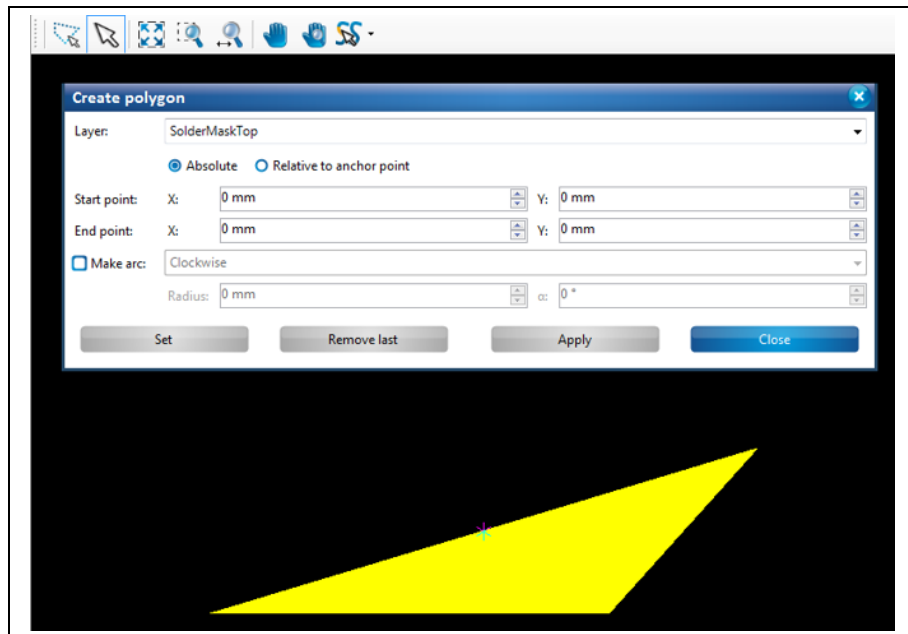 Create polygon
Layer: SolderMaskTop
Absolute Relative to anchor point
Start point: X: 0 mm Y: 0 mm
End point: X: 0 mm Y: 0 mm
Make arc: Clockwise
Radius: 0 mm α: 0 °
Set Remove last Apply Close